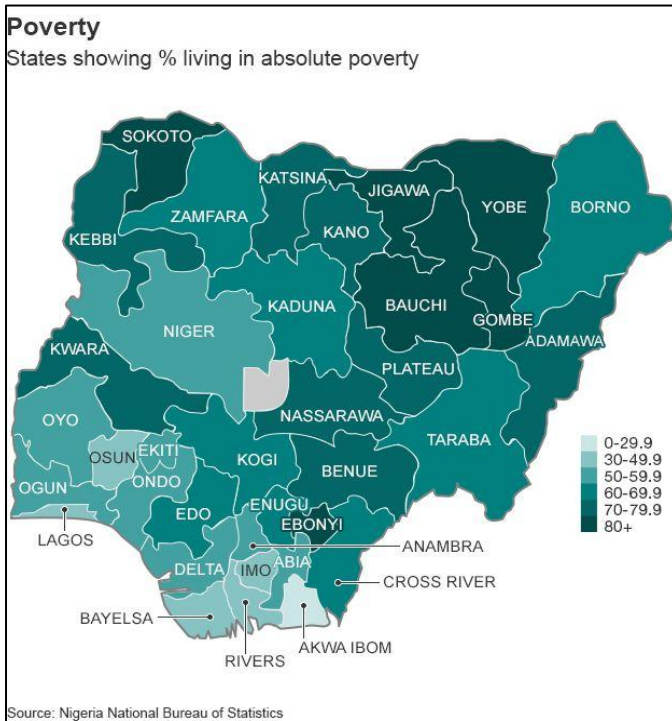 Poverty
States showing % living in absolute poverty
SOKOTO
KATSINA
JIGAWA
YOBE
BORNO
ZAMFARA
KANO
KEBBI
KADUNA
BAUCHI
GOMBE
NIGER
ADAMAWA
KWARA
PLATEAU
NASSARAWA
OYO
TARABA
OSUN
EKITI
KOGI
BENUE
OGUN
ONDO
ENUGU
EDO
EBONYI
LAGOS
ANAMBRA
DELTA
IMO
ABIA
CROSS RIVER
BAYELSA
RIVERS
AKWA IBOM
0-29.9
30-49.9
50-59.9
60-69.9
70-79.9
80+
Source: Nigeria National Bureau of Statistics